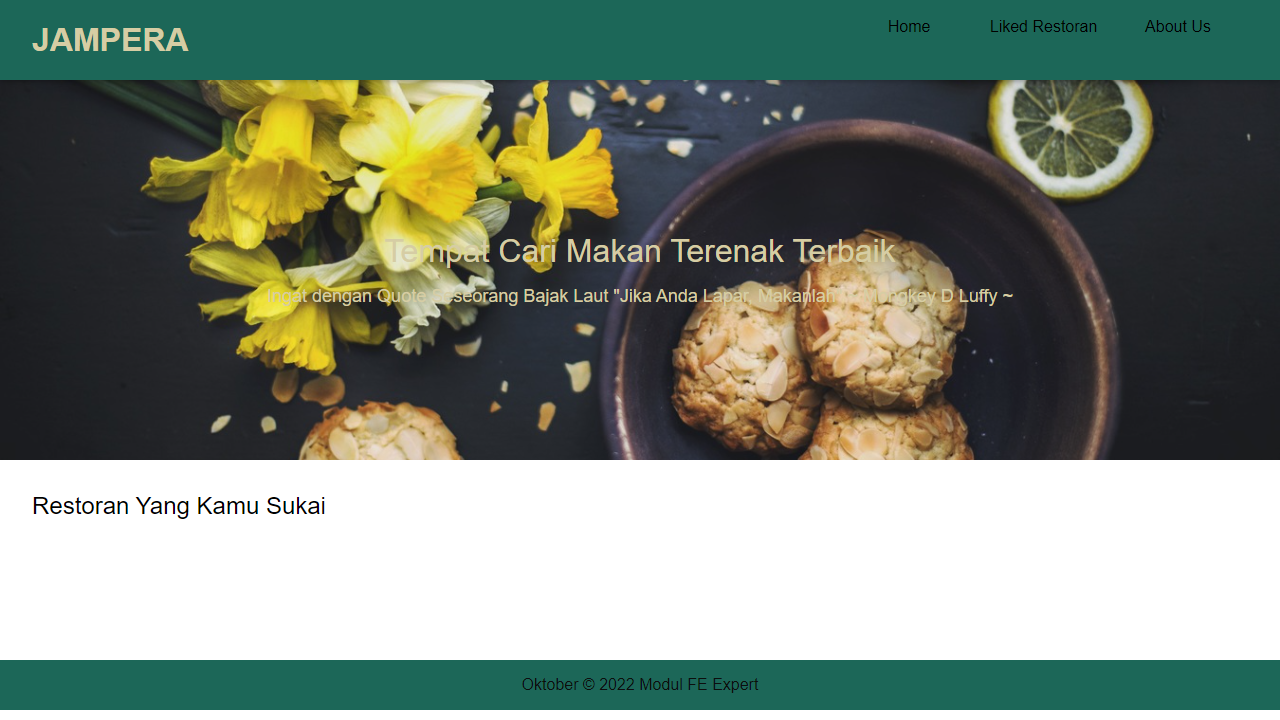 JAMPERA
Home
Liked Restoran
About Us
Tempat Cari Makan Terenak Terbaik
Ingat dengan Quote Seseorang Bajak Laut "Jika Anda Lapar, Makanlah Mongkey D Luffy ~
Restoran Yang Kamu Sukai
Oktober © 2022 Modul FE Expert